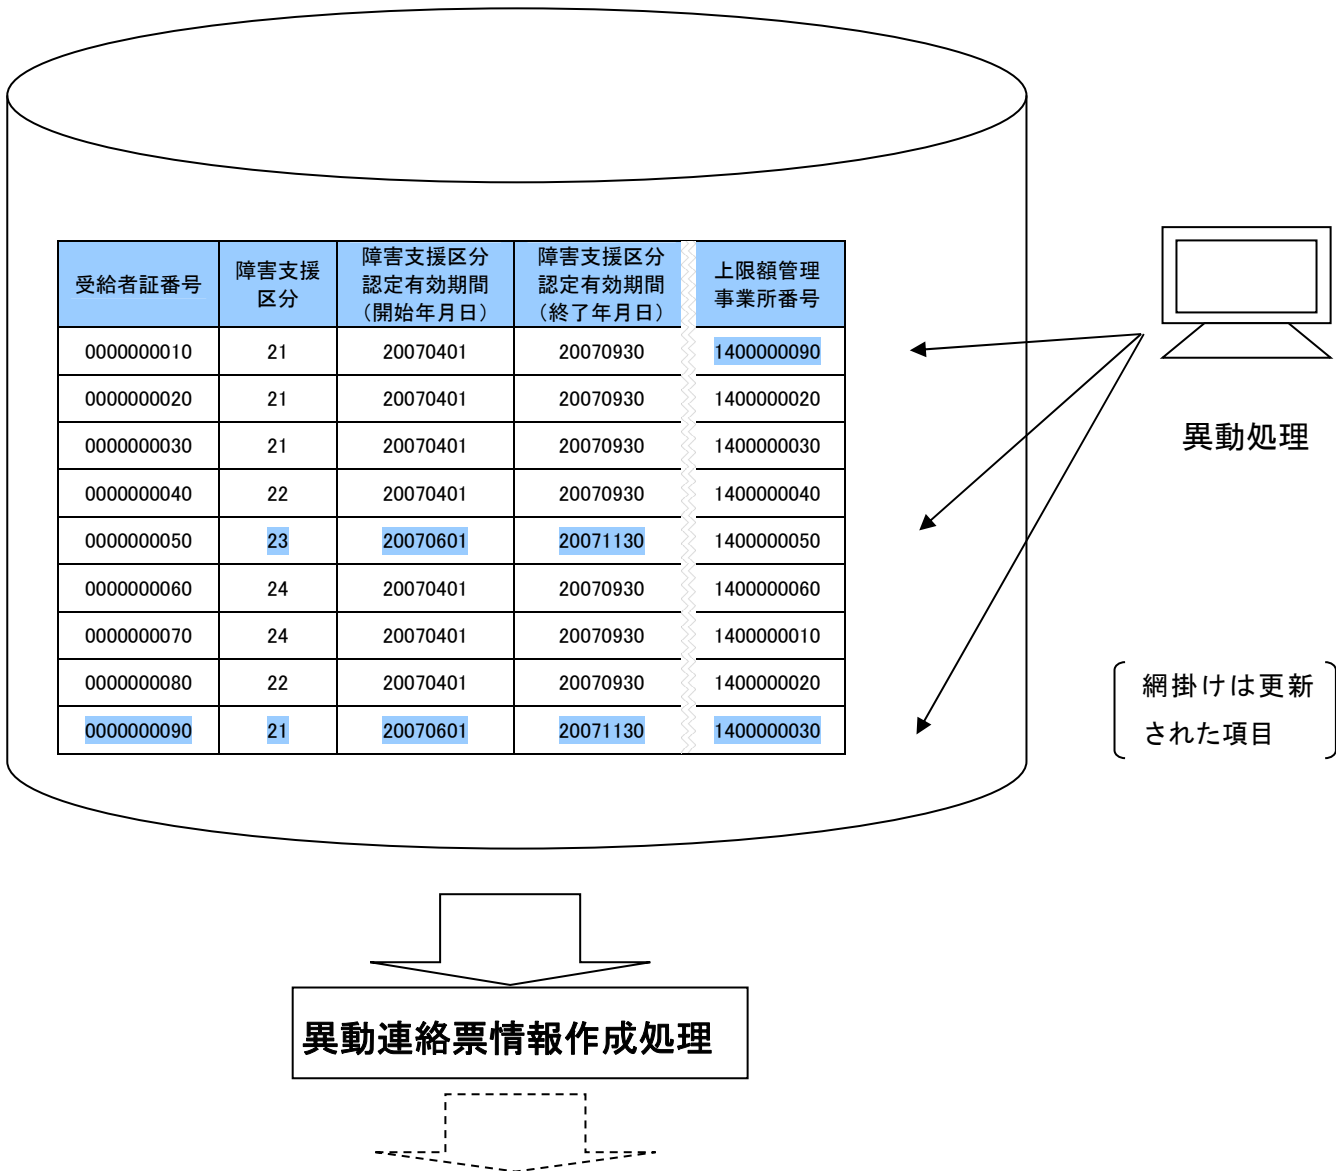 受給者証番号 障害支援区分 障害支援区分認定有効期間（開始年月日） 障害支援区分認定有効期間（終了年月日） 上限額管理事業所番号
0000000010 21 20070401 20070930 1400000090
0000000020 21 20070401 20070930 1400000020
0000000030 21 20070401 20070930 1400000030
0000000040 22 20070401 20070930 1400000040
0000000050 23 20070601 20071130 1400000050
0000000060 24 20070401 20070930 1400000060
0000000070 24 20070401 20070930 1400000010
0000000080 22 20070401 20070930 1400000020
0000000090 21 20070601 20071130 1400000030
異動処理
網掛けは更新
された項目
異動連絡票情報作成処理